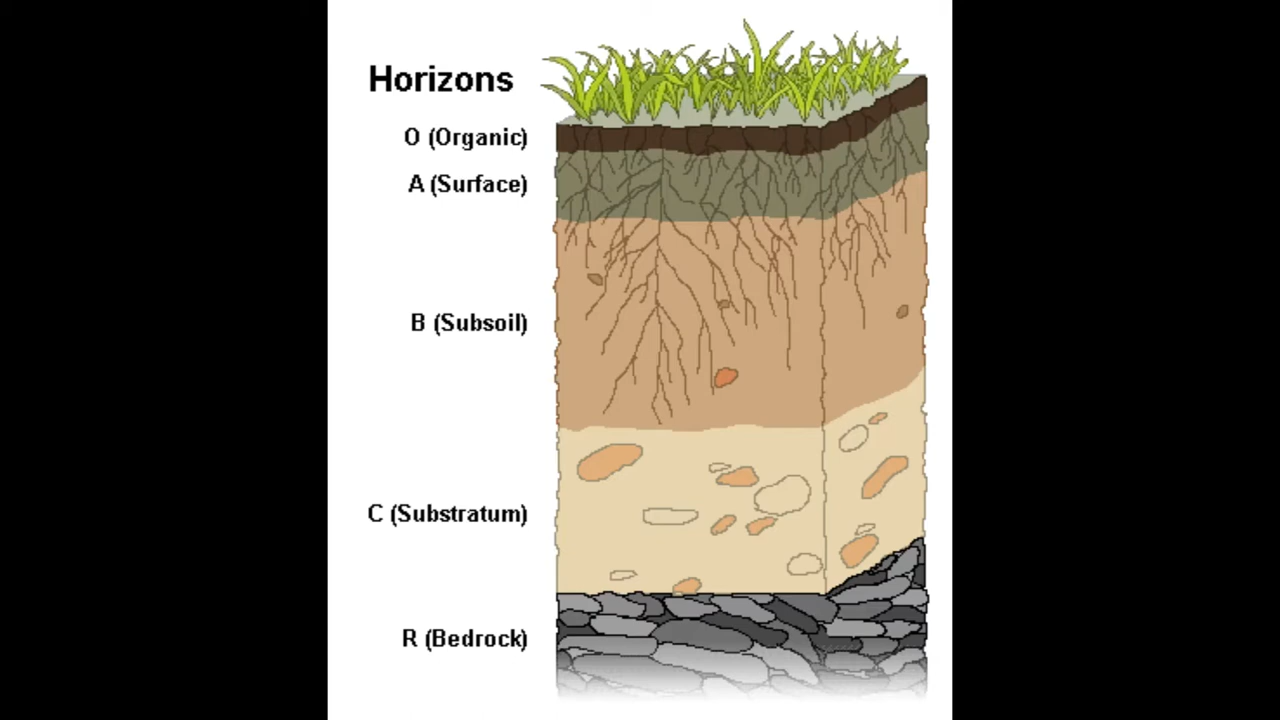 Horizons
O (Organic)
A (Surface)
B (Subsoil)
C (Substratum)
R (Bedrock)